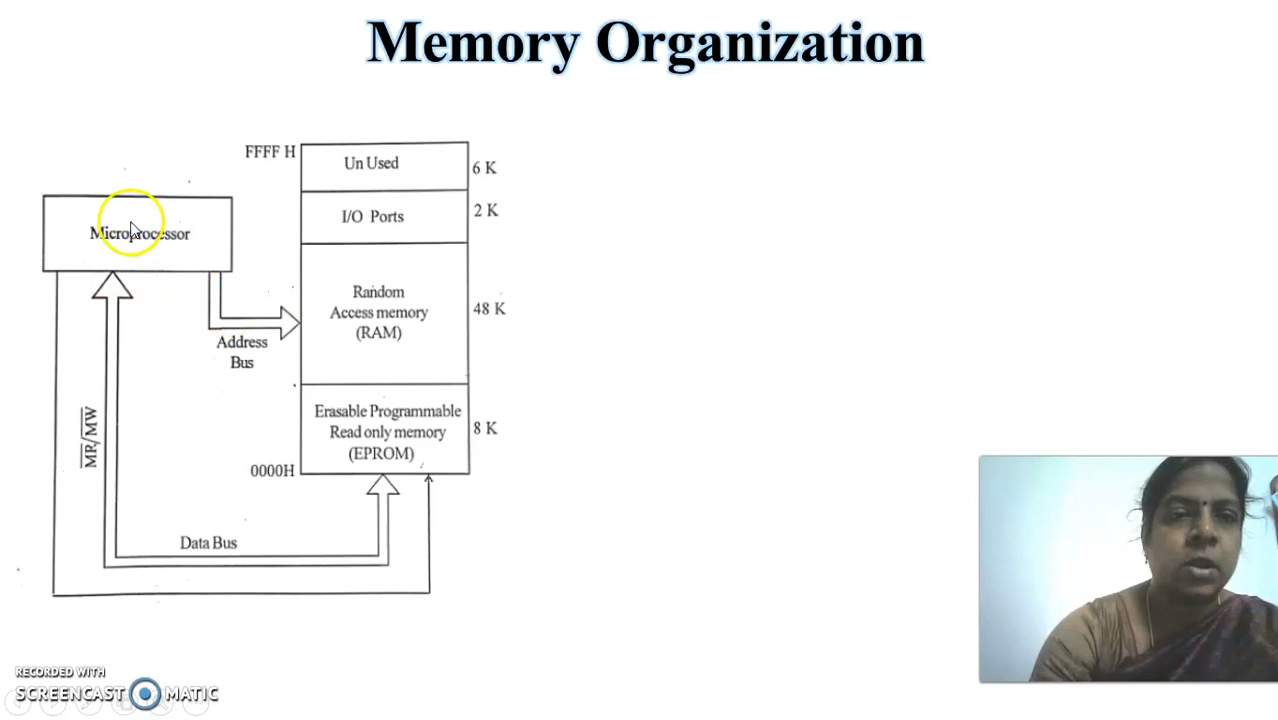 Memory Organization
FFFF H
Un Used
6 K
I/O Ports
2 K
Microprocessor
Random
Access memory
(RAM)
48 K
Address
Bus
Erasable Programmable
Read only memory
(EPROM)
8 K
0000H
MR/MW
Data Bus
RECORDED WITH
SCREENCAST MATIC